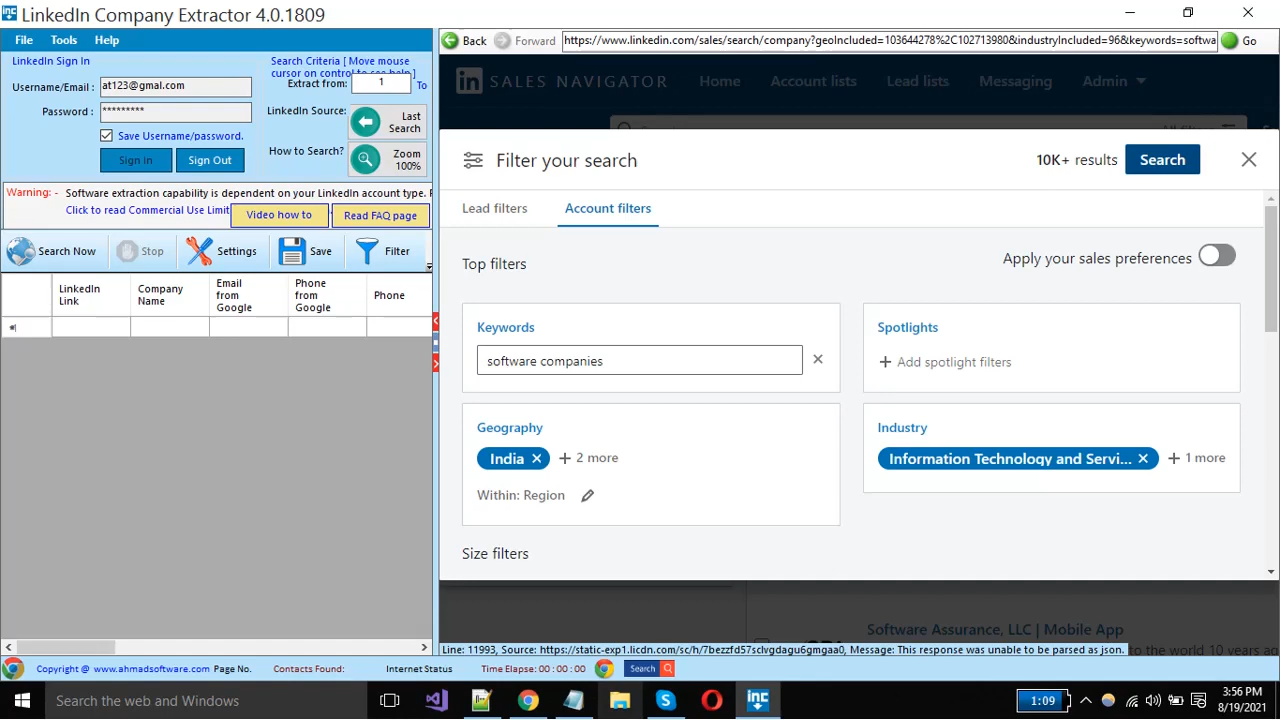 LinkedIn Company Extractor 4.0.1809
File Tools Help
LinkedIn Sign In
Username/Email : at123@gmal.com
Password : *********
Save Username/password.
Sign In Sign Out
Search Criteria [ Move mouse
cursor on control to see help ]
Extract from: 1 To
LinkedIn Source: Last
Search
How to Search? Zoom
100%
Warning: - Software extraction capability is dependent on your LinkedIn account type.
Click to read Commercial Use Limit
Video how to Read FAQ page
Search Now Stop Settings Save Filter
LinkedIn
Link
Company
Name
Email
from
Google
Phone
from
Google
Phone
Back Forward https://www.linkedin.com/sales/search/company?geoIncluded=103644278%2C102713980&industryIncluded=96&keywords=softwa Go
in SALES NAVIGATOR Home Account lists Lead lists Messaging Admin
Filter your search 10K+ results Search
Lead filters Account filters
Top filters Apply your sales preferences
Keywords
software companies
Spotlights
+ Add spotlight filters
Geography
India × + 2 more
Within: Region
Industry
Information Technology and Servi... × + 1 more
Size filters
Software Assurance, LLC | Mobile App
to the world 10 years ag
Line: 11993, Source: https://static-exp1.licdn.com/sc/h/7bezzfd57sclvgdagu6gmgaa0, Message: This response was unable to be parsed as json.
Copyright @ www.ahmadsoftware.com Page No. Contacts Found: Internet Status Time Elapse: 00 : 00 : 00 Search
Search the web and Windows
1:09
3:56 PM
8/19/2021